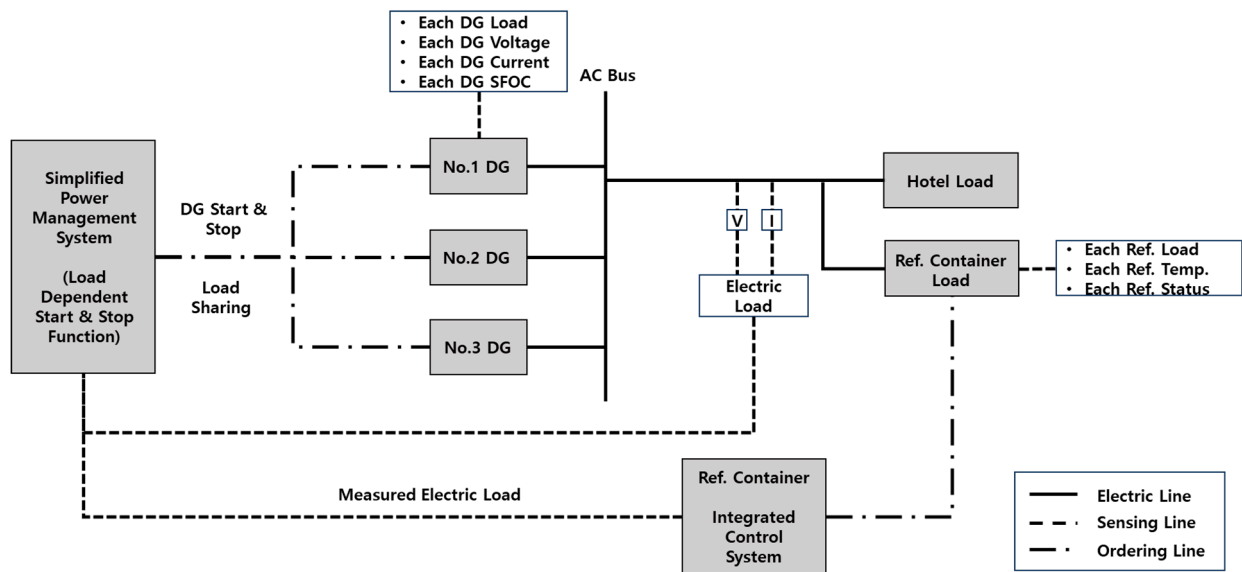 • Each DG Load
• Each DG Voltage
• Each DG Current
• Each DG SFOC
AC Bus
Simplified
Power
Management
System
(Load
Dependent
Start & Stop
Function)
DG Start &
Stop
Load
Sharing
No.1 DG
No.2 DG
No.3 DG
V
I
Electric
Load
Hotel Load
Ref. Container
Load
• Each Ref. Load
• Each Ref. Temp.
• Each Ref. Status
Measured Electric Load
Ref. Container
Integrated
Control
System
Electric Line
Sensing Line
Ordering Line